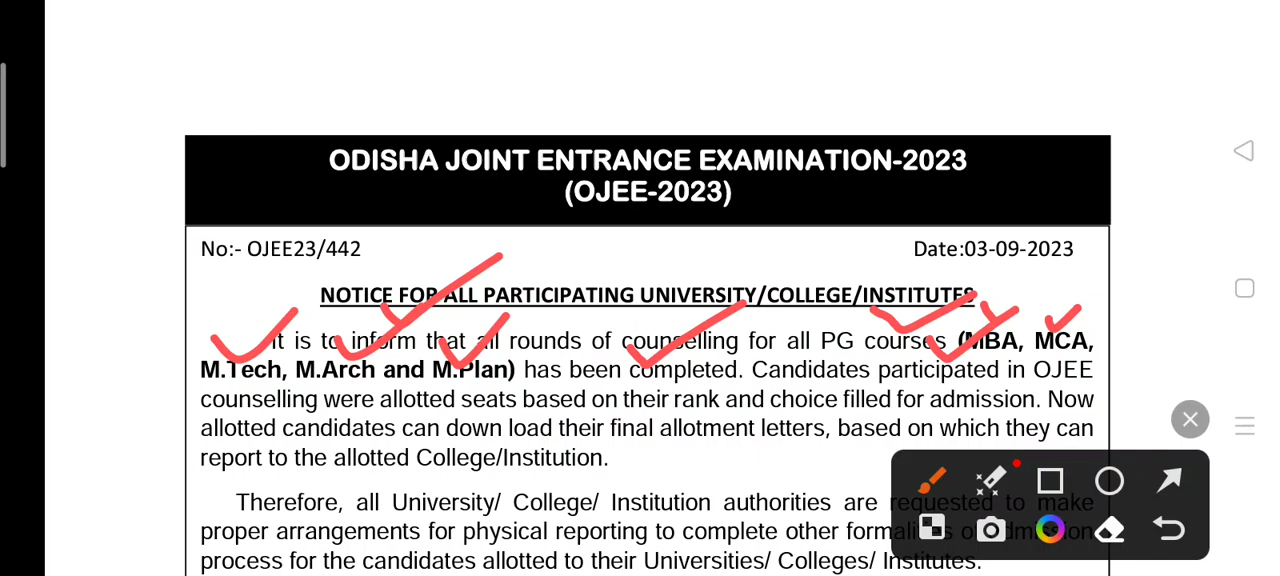 ODISHA JOINT ENTRANCE EXAMINATION-2023
(OJEE-2023)
No:- OJEE23/442 Date:03-09-2023
NOTICE FOR ALL PARTICIPATING UNIVERSITY/COLLEGE/INSTITUTES
It is to inform that all rounds of counselling for all PG courses (MBA, MCA,
M.Tech, M.Arch and M.Plan) has been completed. Candidates participated in OJEE
counselling were allotted seats based on their rank and choice filled for admission. Now
allotted candidates can down load their final allotment letters, based on which they can
report to the allotted College/Institution.
Therefore, all University/ College/ Institution authorities are requested to make
proper arrangements for physical reporting to complete other formalities of admission
process for the candidates allotted to their Universities/ Colleges/ Institutes.